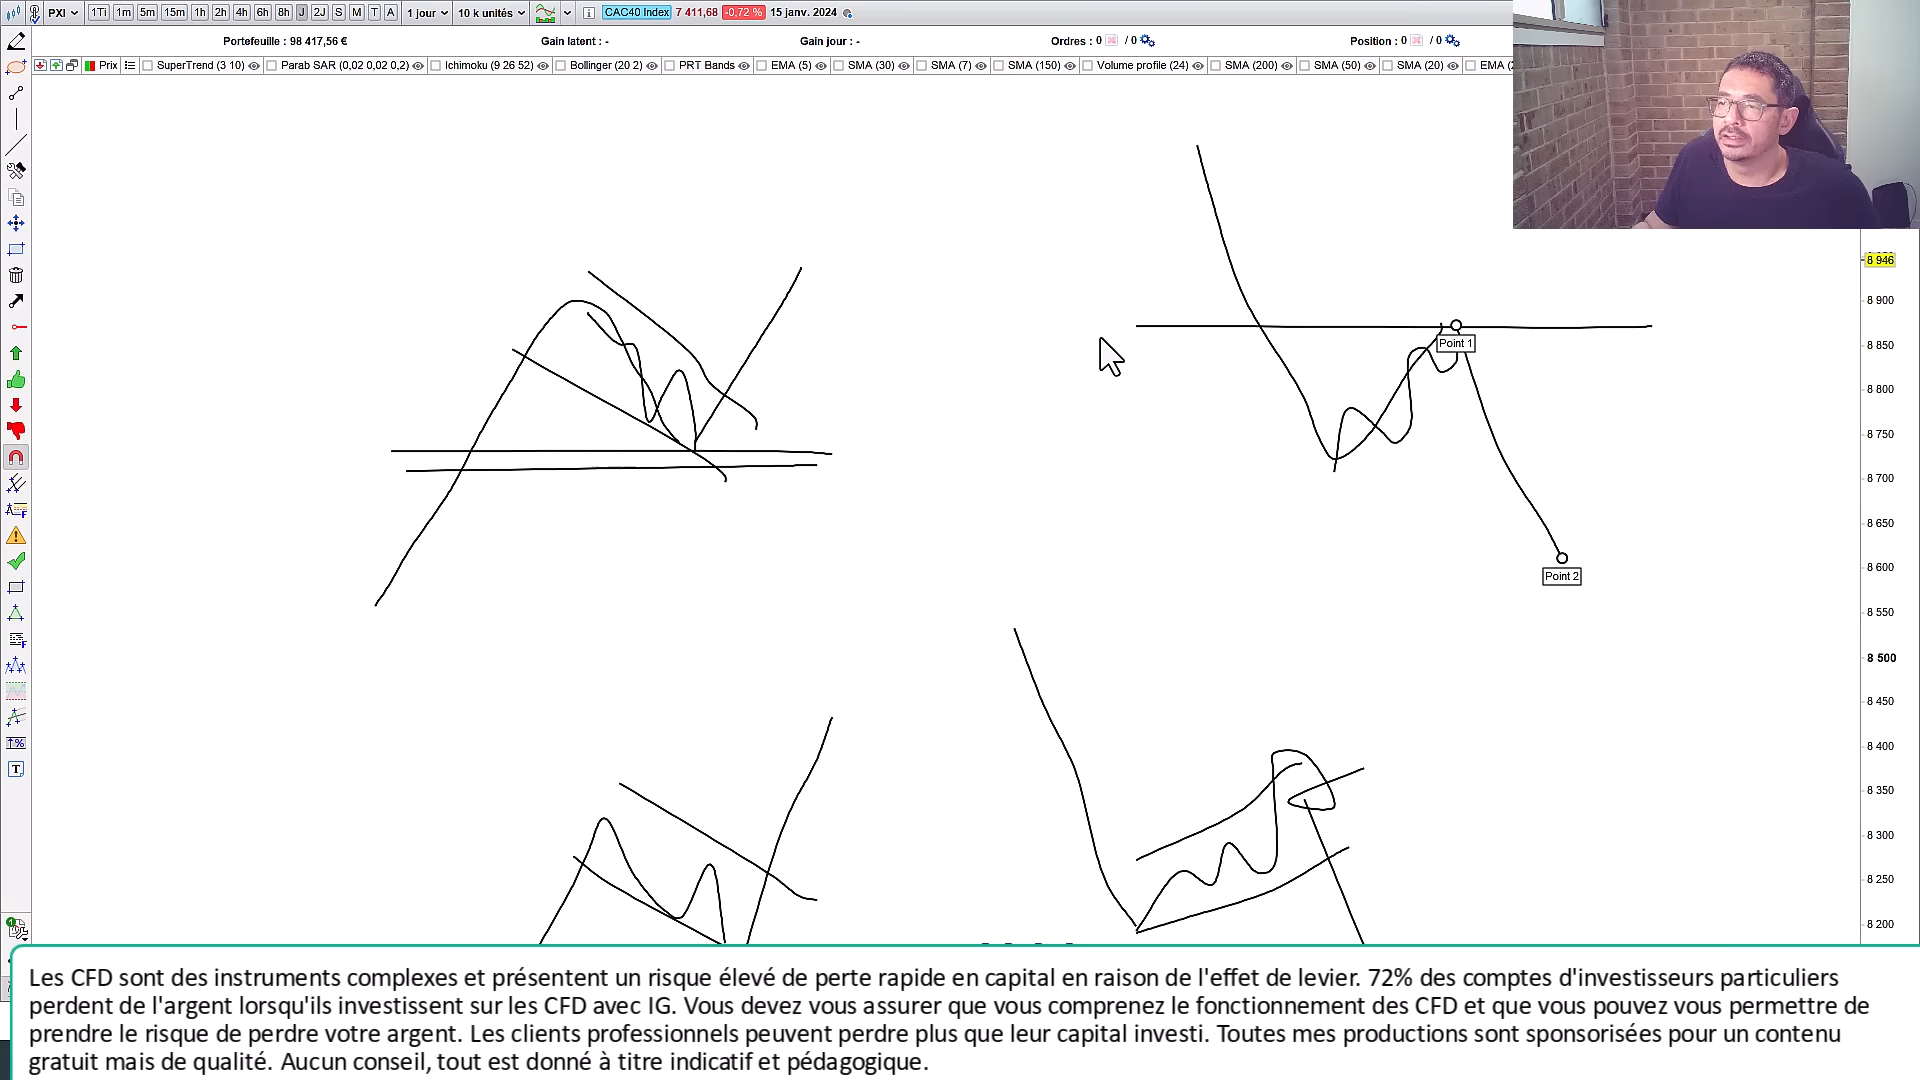 PXI 1Ti 1m 5m 15m 1h 2h 4h 6h 8h J 2J S M T A 1 jour 10 k unités CAC40 Index 7 411,68 -0,72 % 15 janv. 2024
Portefeuille : 98 417,56 € Gain latent : - Gain jour : - Ordres : 0 / 0 Position : 0 / 0
Prix SuperTrend (3 10) Parab SAR (0,02 0,02 0,2) Ichimoku (9 26 52) Bollinger (20 2) PRT Bands EMA (5) SMA (30) SMA (7) SMA (150) Volume profile (24) SMA (200) SMA (50) SMA (20) EMA (2
8 946
8 900
8 850
Point 1
8 800
8 750
8 700
8 650
8 600
Point 2
8 550
8 500
8 450
8 400
8 350
8 300
8 250
8 200
Les CFD sont des instruments complexes et présentent un risque élevé de perte rapide en capital en raison de l'effet de levier. 72% des comptes d'investisseurs particuliers
perdent de l'argent lorsqu'ils investissent sur les CFD avec IG. Vous devez vous assurer que vous comprenez le fonctionnement des CFD et que vous pouvez vous permettre de
prendre le risque de perdre votre argent. Les clients professionnels peuvent perdre plus que leur capital investi. Toutes mes productions sont sponsorisées pour un contenu
gratuit mais de qualité. Aucun conseil, tout est donné à titre indicatif et pédagogique.